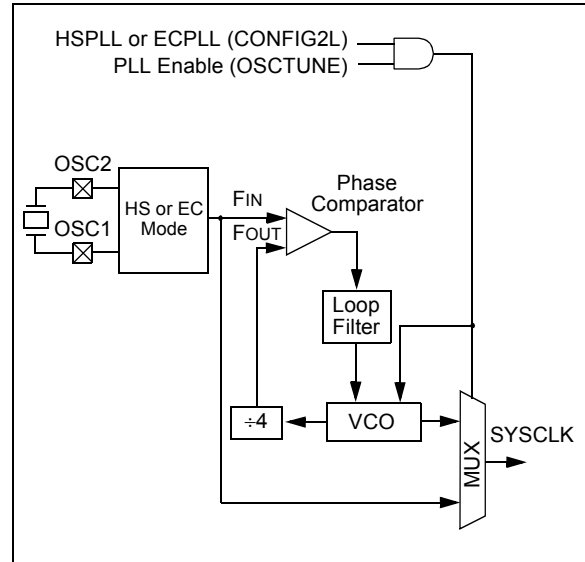 HSPLL or ECPLL (CONFIG2L)
PLL Enable (OSCTUNE)
OSC2
OSC1
HS or EC
Mode
FIN
FOUT
Phase
Comparator
Loop
Filter
÷4
VCO
MUX
SYSCLK